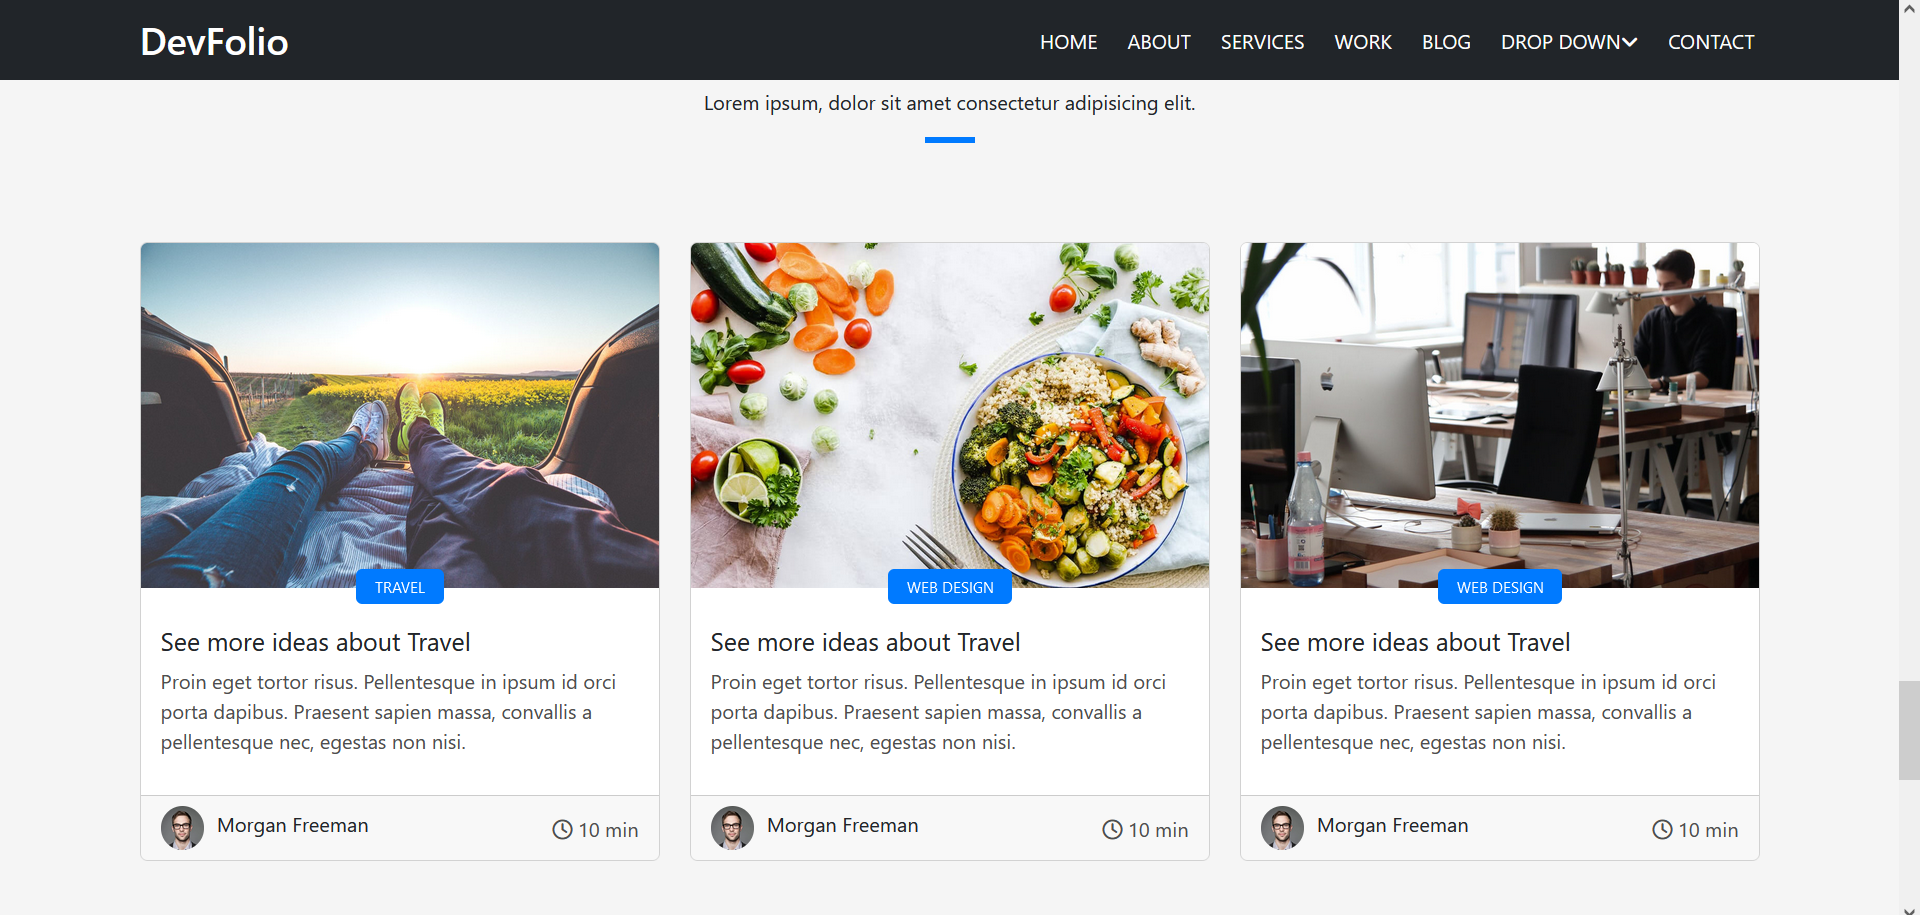 DevFolio
HOME ABOUT SERVICES WORK BLOG DROP DOWN CONTACT
Lorem ipsum, dolor sit amet consectetur adipisicing elit.
TRAVEL
See more ideas about Travel
Proin eget tortor risus. Pellentesque in ipsum id orci
porta dapibus. Praesent sapien massa, convallis a
pellentesque nec, egestas non nisi.
Morgan Freeman
10 min
WEB DESIGN
See more ideas about Travel
Proin eget tortor risus. Pellentesque in ipsum id orci
porta dapibus. Praesent sapien massa, convallis a
pellentesque nec, egestas non nisi.
Morgan Freeman
10 min
WEB DESIGN
See more ideas about Travel
Proin eget tortor risus. Pellentesque in ipsum id orci
porta dapibus. Praesent sapien massa, convallis a
pellentesque nec, egestas non nisi.
Morgan Freeman
10 min